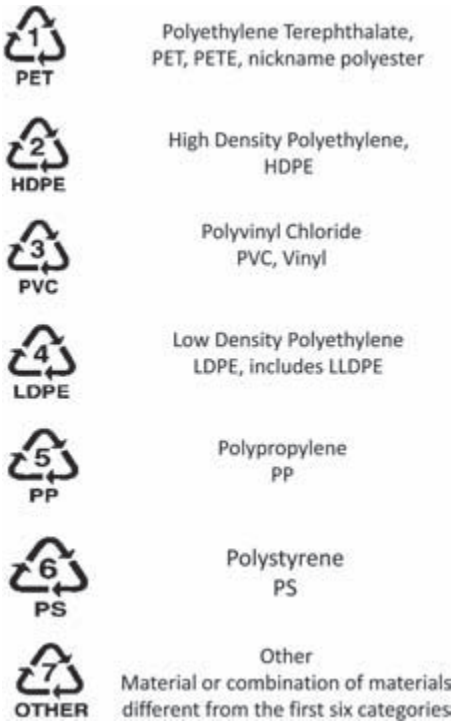 1
PET
Polyethylene Terephthalate,
PET, PETE, nickname polyester
2
HDPE
High Density Polyethylene,
HDPE
3
PVC
Polyvinyl Chloride
PVC, Vinyl
4
LDPE
Low Density Polyethylene
LDPE, includes LLDPE
5
PP
Polypropylene
PP
6
PS
Polystyrene
PS
7
OTHER
Other
Material or combination of materials
different from the first six categories